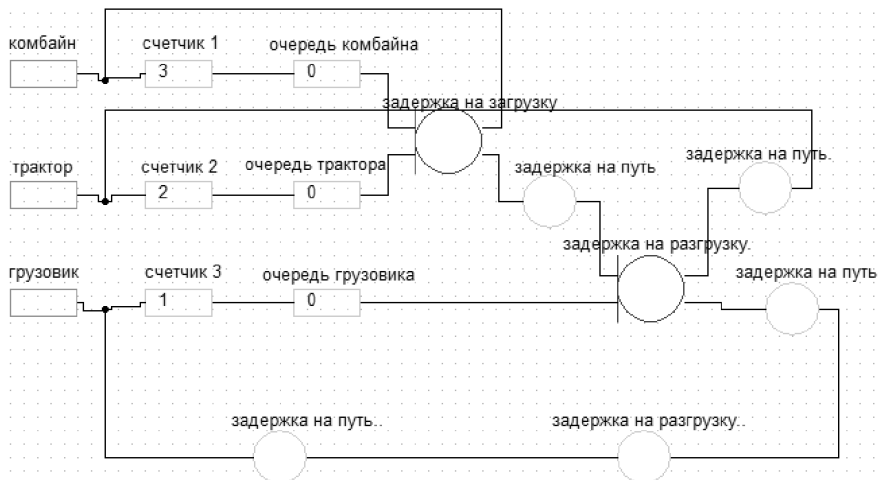 комбайн
счетчик 1
очередь комбайна
3
0
задержка на загрузку
трактор
счетчик 2
очередь трактора
задержка на путь
задержка на путь.
2
0
задержка на разгрузку.
грузовик
счетчик 3
очередь грузовика
задержка на путь
1
0
задержка на путь..
задержка на разгрузку..